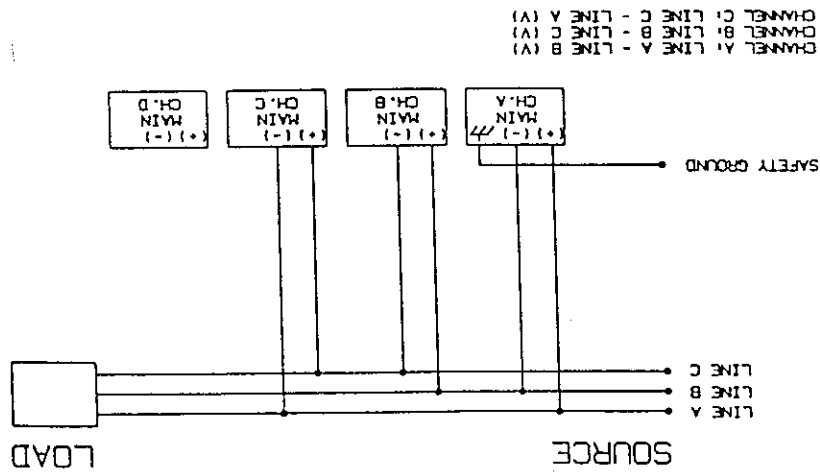 SOURCE LOAD
LINE A
LINE B
LINE C
SAFETY GROUND
(+) (-)
MAIN
CH.A
(+) (-)
MAIN
CH.B
(+) (-)
MAIN
CH.C
(+) (-)
MAIN
CH.D
CHANNEL A: LINE A - LINE B (V)
CHANNEL B: LINE B - LINE C (V)
CHANNEL C: LINE C - LINE A (V)